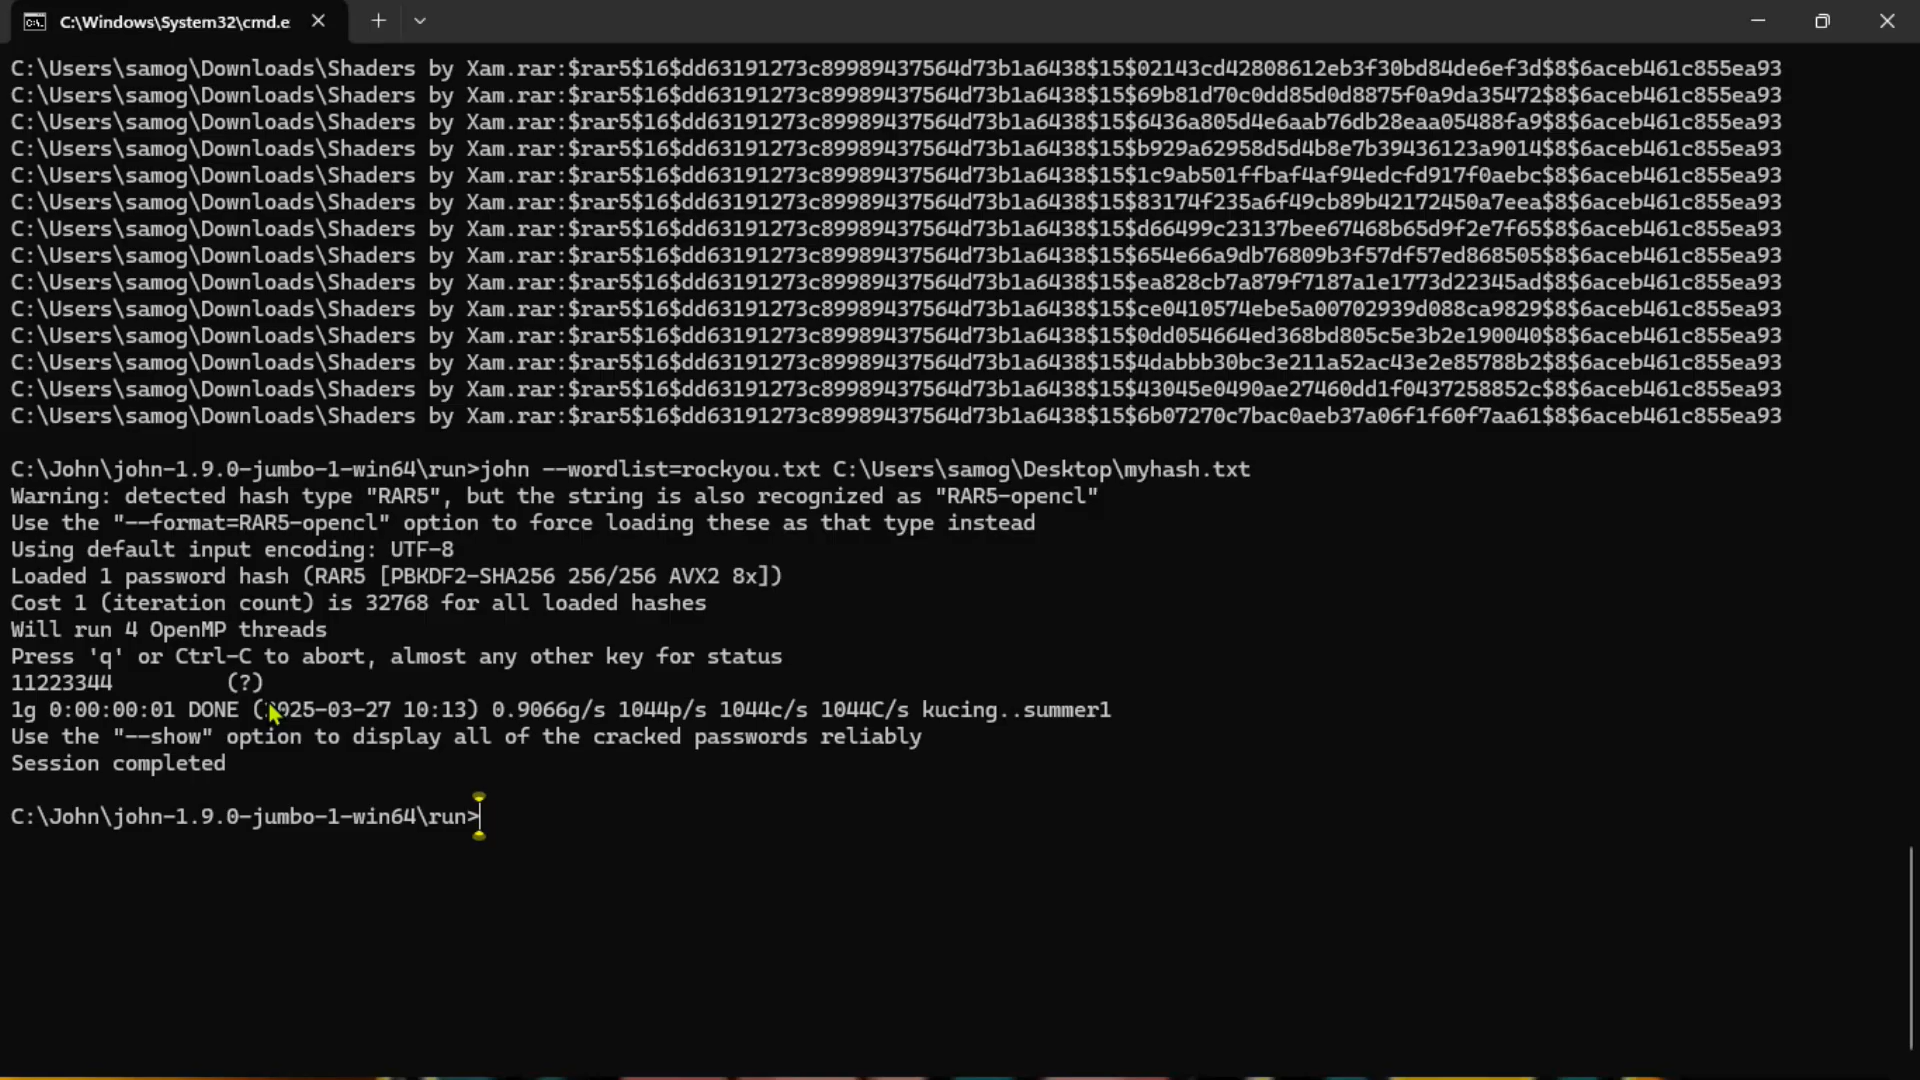 C:\Windows\System32\cmd.e
C:\Users\samog\Downloads\Shaders by Xam.rar:$rar5$16$dd63191273c89989437564d73b1a6438$15$02143cd42808612eb3f30bd84de6ef3d$8$6aceb461c855ea93
C:\Users\samog\Downloads\Shaders by Xam.rar:$rar5$16$dd63191273c89989437564d73b1a6438$15$69b81d70c0dd85d0d8875f0a9da35472$8$6aceb461c855ea93
C:\Users\samog\Downloads\Shaders by Xam.rar:$rar5$16$dd63191273c89989437564d73b1a6438$15$6436a805d4e6aab76db28eaa05488fa9$8$6aceb461c855ea93
C:\Users\samog\Downloads\Shaders by Xam.rar:$rar5$16$dd63191273c89989437564d73b1a6438$15$b929a62958d5d4b8e7b39436123a9014$8$6aceb461c855ea93
C:\Users\samog\Downloads\Shaders by Xam.rar:$rar5$16$dd63191273c89989437564d73b1a6438$15$1c9ab501ffbaf4af94edcfd917f0aebc$8$6aceb461c855ea93
C:\Users\samog\Downloads\Shaders by Xam.rar:$rar5$16$dd63191273c89989437564d73b1a6438$15$83174f235a6f49cb89b42172450a7eea$8$6aceb461c855ea93
C:\Users\samog\Downloads\Shaders by Xam.rar:$rar5$16$dd63191273c89989437564d73b1a6438$15$d66499c23137bee67468b65d9f2e7f65$8$6aceb461c855ea93
C:\Users\samog\Downloads\Shaders by Xam.rar:$rar5$16$dd63191273c89989437564d73b1a6438$15$654e66a9db76809b3f57df57ed868505$8$6aceb461c855ea93
C:\Users\samog\Downloads\Shaders by Xam.rar:$rar5$16$dd63191273c89989437564d73b1a6438$15$ea828cb7a879f7187a1e1773d22345ad$8$6aceb461c855ea93
C:\Users\samog\Downloads\Shaders by Xam.rar:$rar5$16$dd63191273c89989437564d73b1a6438$15$ce0410574ebe5a00702939d088ca9829$8$6aceb461c855ea93
C:\Users\samog\Downloads\Shaders by Xam.rar:$rar5$16$dd63191273c89989437564d73b1a6438$15$0dd054664ed368bd805c5e3b2e190040$8$6aceb461c855ea93
C:\Users\samog\Downloads\Shaders by Xam.rar:$rar5$16$dd63191273c89989437564d73b1a6438$15$4dabbb30bc3e211a52ac43e2e85788b2$8$6aceb461c855ea93
C:\Users\samog\Downloads\Shaders by Xam.rar:$rar5$16$dd63191273c89989437564d73b1a6438$15$43045e0490ae27460dd1f0437258852c$8$6aceb461c855ea93
C:\Users\samog\Downloads\Shaders by Xam.rar:$rar5$16$dd63191273c89989437564d73b1a6438$15$6b07270c7bac0aeb37a06f1f60f7aa61$8$6aceb461c855ea93
C:\John\john-1.9.0-jumbo-1-win64\run>john --wordlist=rockyou.txt C:\Users\samog\Desktop\myhash.txt
Warning: detected hash type "RAR5", but the string is also recognized as "RAR5-opencl"
Use the "--format=RAR5-opencl" option to force loading these as that type instead
Using default input encoding: UTF-8
Loaded 1 password hash (RAR5 [PBKDF2-SHA256 256/256 AVX2 8x])
Cost 1 (iteration count) is 32768 for all loaded hashes
Will run 4 OpenMP threads
Press 'q' or Ctrl-C to abort, almost any other key for status
11223344 (?)
1g 0:00:00:01 DONE (2025-03-27 10:13) 0.9066g/s 1044p/s 1044c/s 1044C/s kucing..summer1
Use the "--show" option to display all of the cracked passwords reliably
Session completed
C:\John\john-1.9.0-jumbo-1-win64\run>